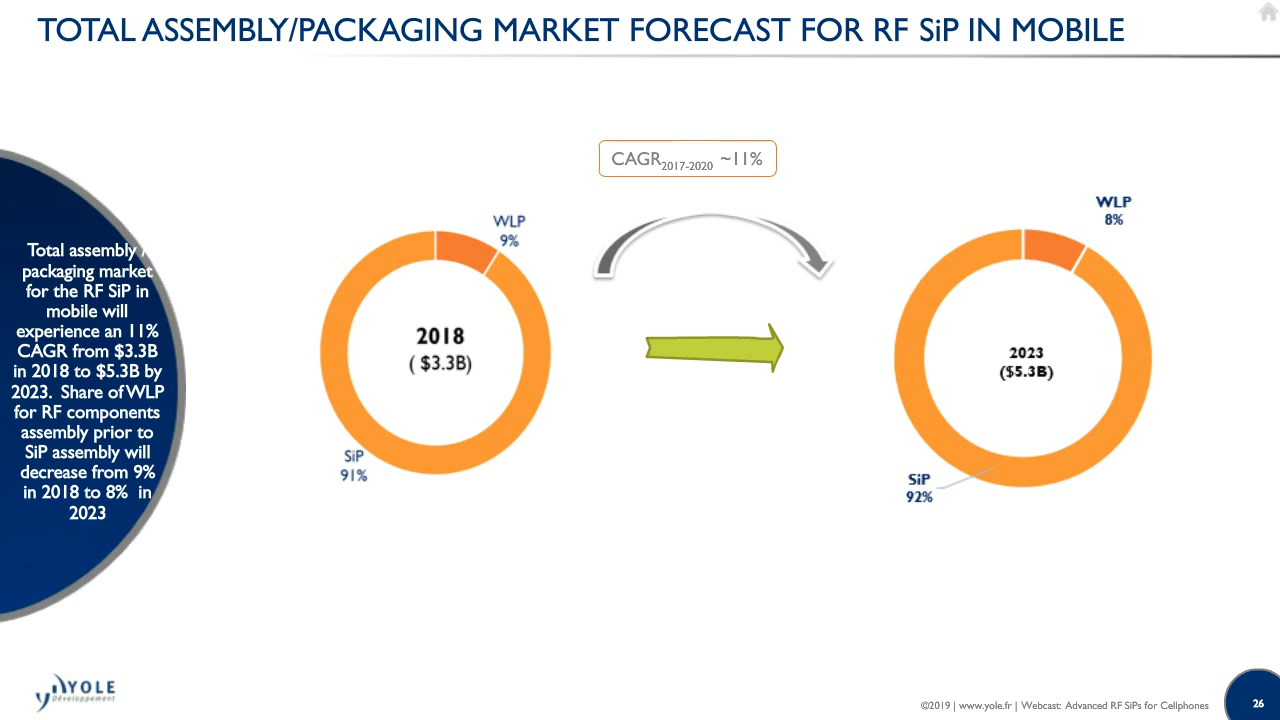 TOTAL ASSEMBLY/PACKAGING MARKET FORECAST FOR RF SiP IN MOBILE
CAGR2017-2020 ~11%
Total assembly /
packaging market
for the RF SiP in
mobile will
experience an 11%
CAGR from $3.3B
in 2018 to $5.3B by
2023. Share of WLP
for RF components
assembly prior to
SiP assembly will
decrease from 9%
in 2018 to 8% in
2023
WLP
9%
2018
( $3.3B)
SiP
91%
WLP
8%
2023
($5.3B)
SiP
92%
YOLE
Développement
©2019 | www.yole.fr | Webcast: Advanced RF SiPs for Cellphones
26